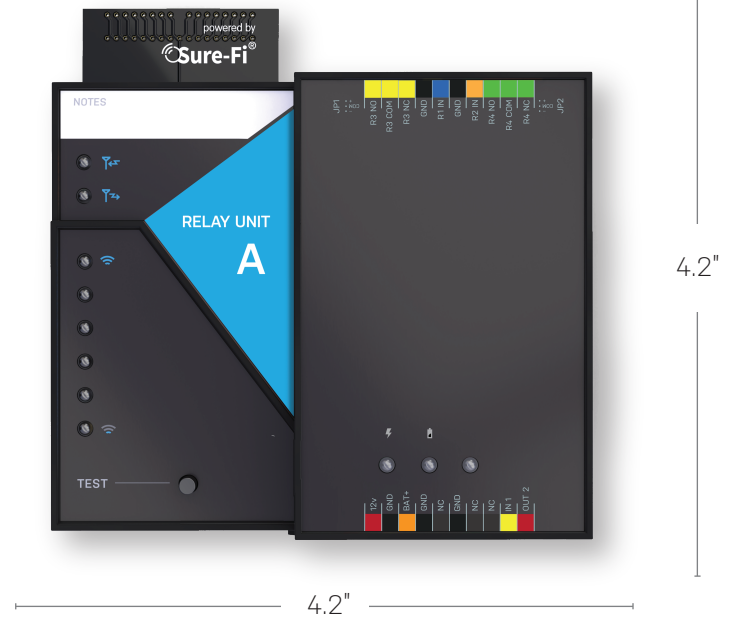 powered by
Sure-Fi®
NOTES
JP1
R3 NO
R3 COM
R3 NC
GND
R1 IN
GND
R2 IN
R4 NO
R4 COM
R4 NC
JP2
RELAY UNIT
A
4.2"
TEST
12v
GND
BAT+
GND
NC
GND
NC
NC
IN 1
OUT 2
4.2"